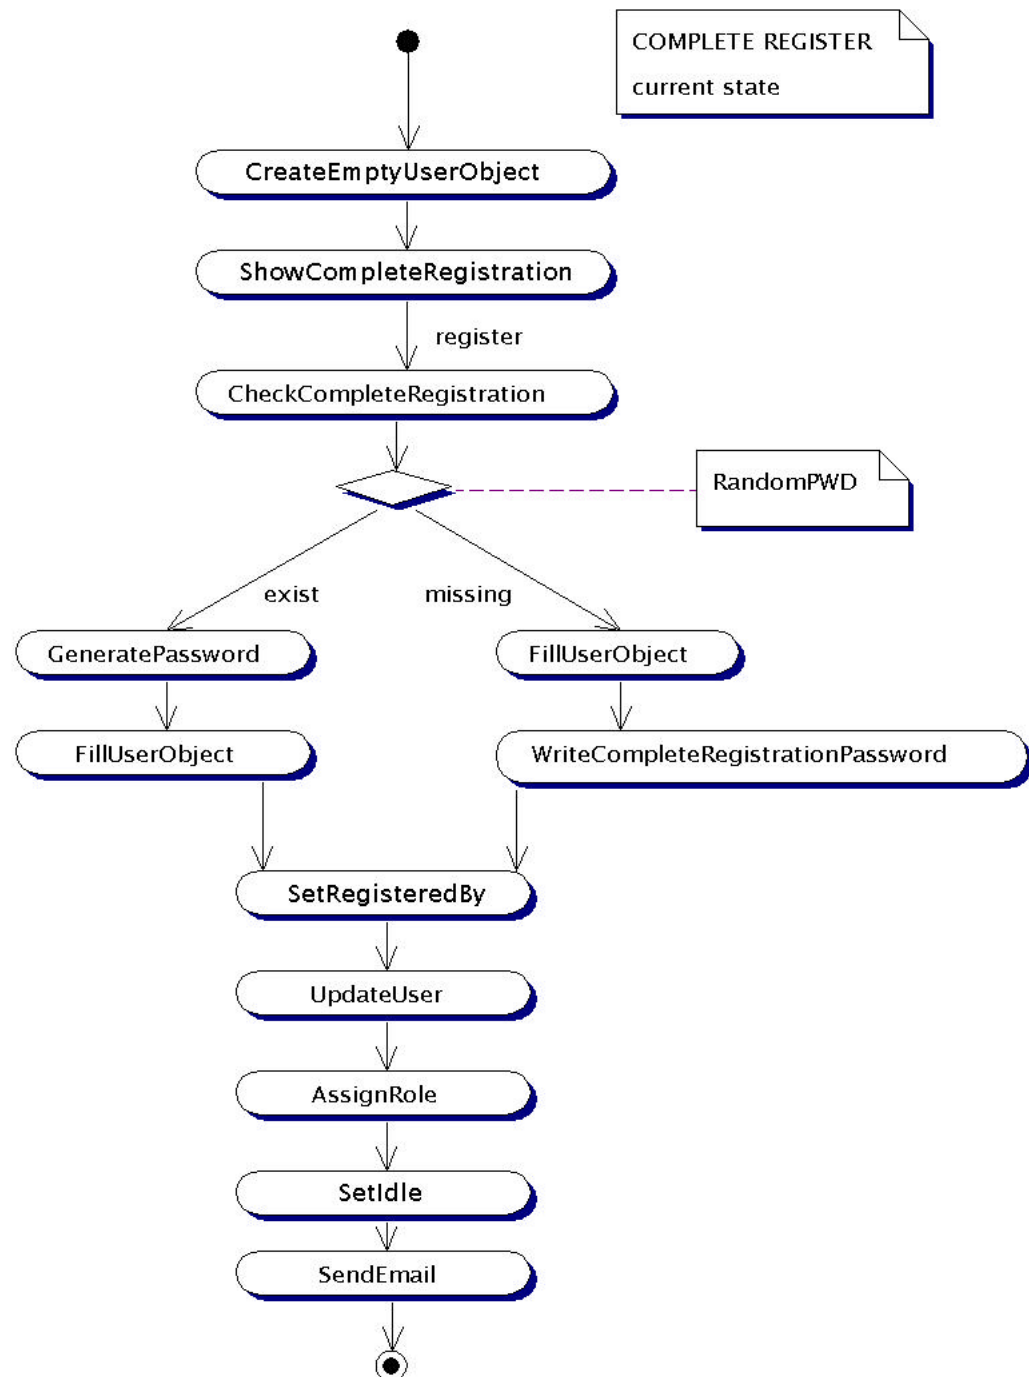 COMPLETE REGISTER
current state
CreateEmptyUserObject
ShowCompleteRegistration
register
CheckCompleteRegistration
RandomPWD
exist
missing
GeneratePassword
FillUserObject
FillUserObject
WriteCompleteRegistrationPassword
SetRegisteredBy
UpdateUser
AssignRole
SetIdle
SendEmail